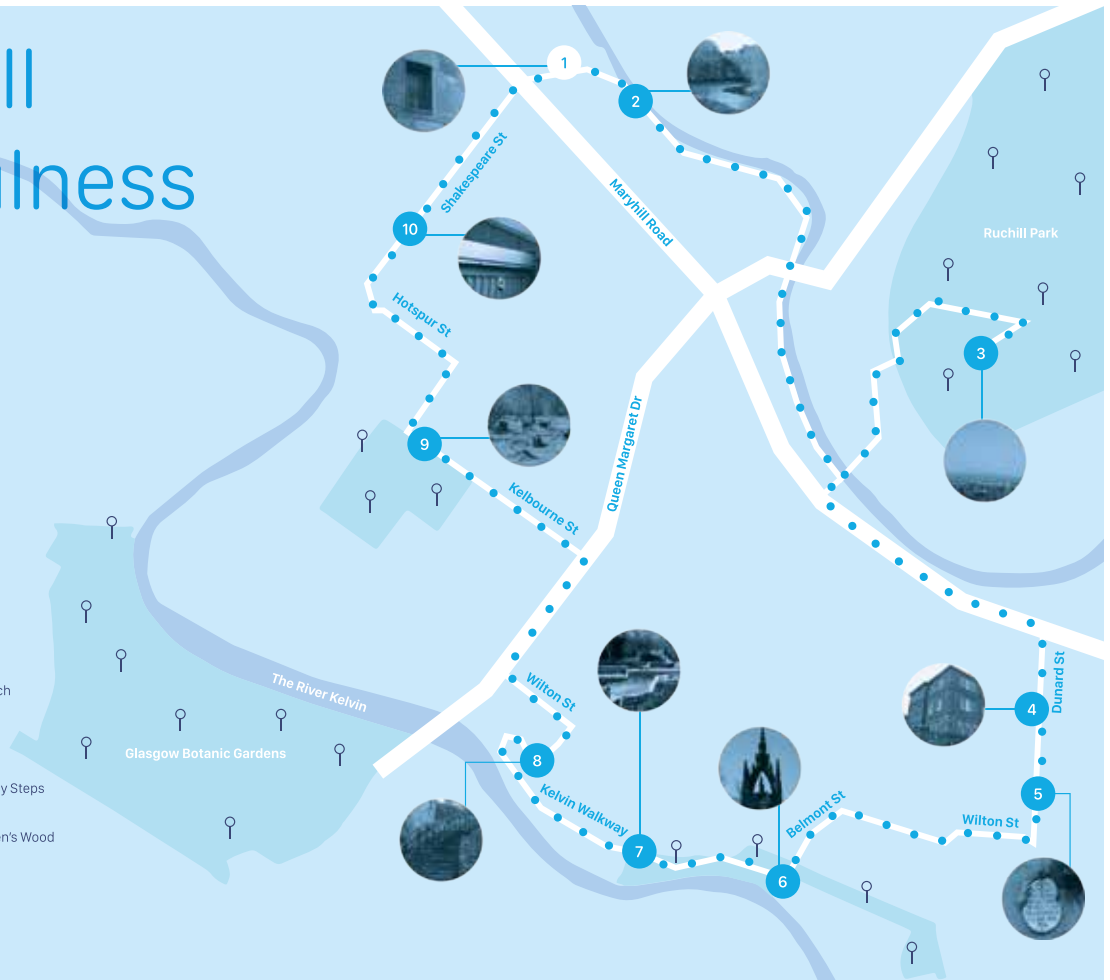 ll
lness
1
2
Shakespeare St
Maryhill Road
10
Ruchill Park
Hotspur St
3
9
Queen Margaret Dr
Kelbourne St
The River Kelvin
ch
Wilton St
Dunard St
4
Glasgow Botanic Gardens
8
y Steps
5
Kelvin Walkway
Belmont St
Wilton St
en's Wood
7
6